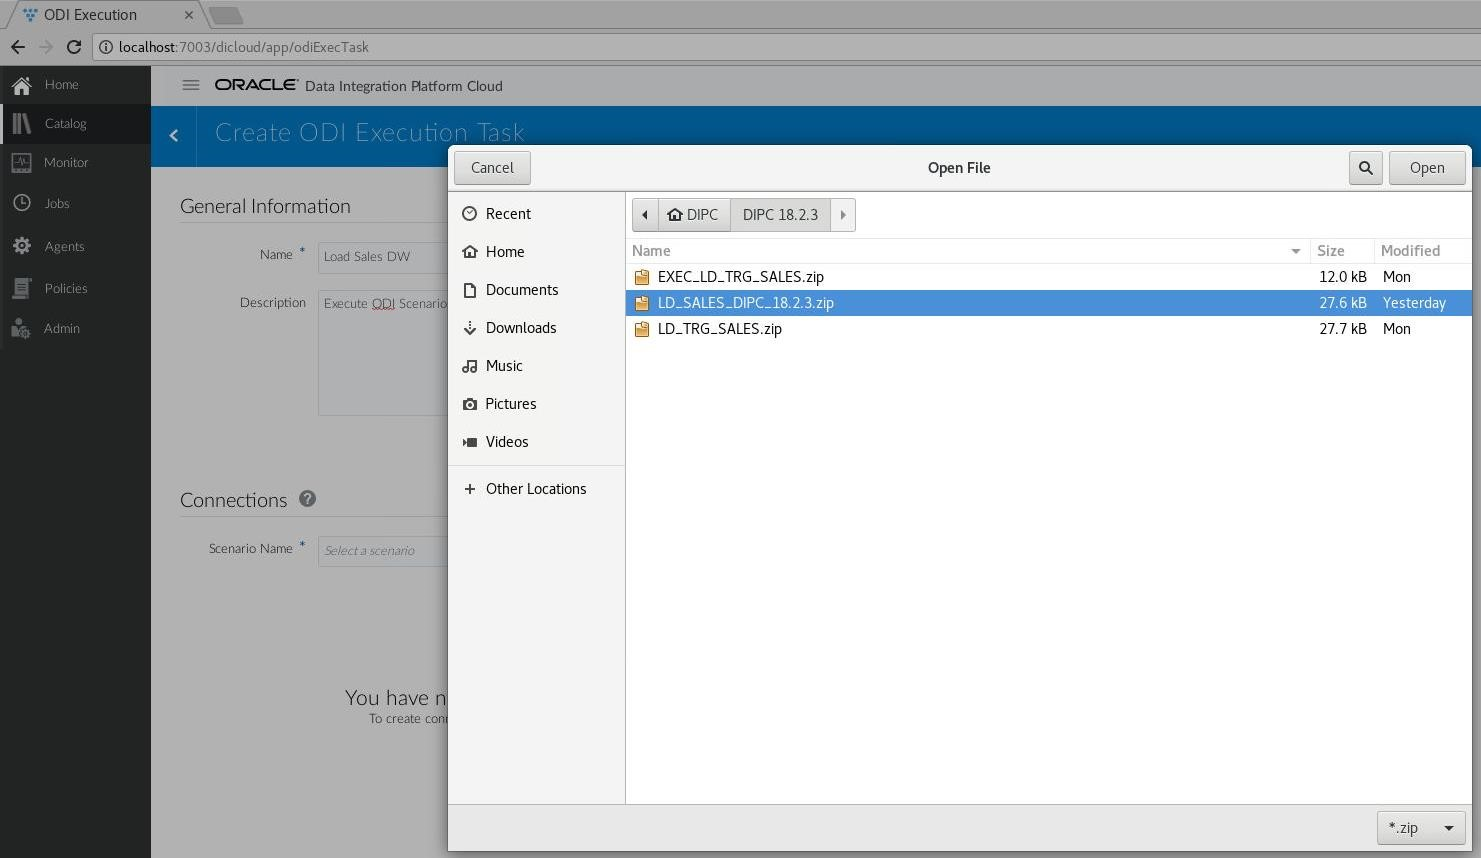 ODI Execution
localhost:7003/dicloud/app/odiExecTask
Home
Catalog
Monitor
Jobs
Agents
Policies
Admin
ORACLE Data Integration Platform Cloud
Create ODI Execution Task
General Information
Name *
Load Sales DW
Description
Execute ODI Scenario
Connections ?
Scenario Name *
Select a scenario
You have n
To create conn
Cancel
Open File
Open
Recent
Home
Documents
Downloads
Music
Pictures
Videos
Other Locations
DIPC
DIPC 18.2.3
Name Size Modified
EXEC_LD_TRG_SALES.zip 12.0 kB Mon
LD_SALES_DIPC_18.2.3.zip 27.6 kB Yesterday
LD_TRG_SALES.zip 27.7 kB Mon
*.zip